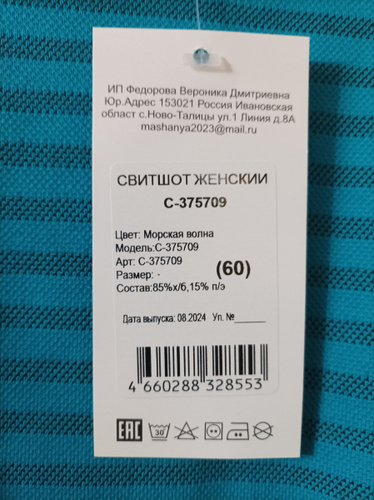 ИП Федорова Вероника Дмитриевна
Юр.Адрес 153021 Россия Ивановская
област с.Ново-Талицы ул.1 Линия д.8А
mashanya2023@mail.ru
СВИТШОТ ЖЕНСКИИ
С-375709
Цвет: Морская волна
Модель:С-375709
Арт: С-375709
Размер: - (60)
Состав:85%х/б,15% п/э
Дата выпуска: 08.2024 Уп. №______
4 660288 328553
EAC 30